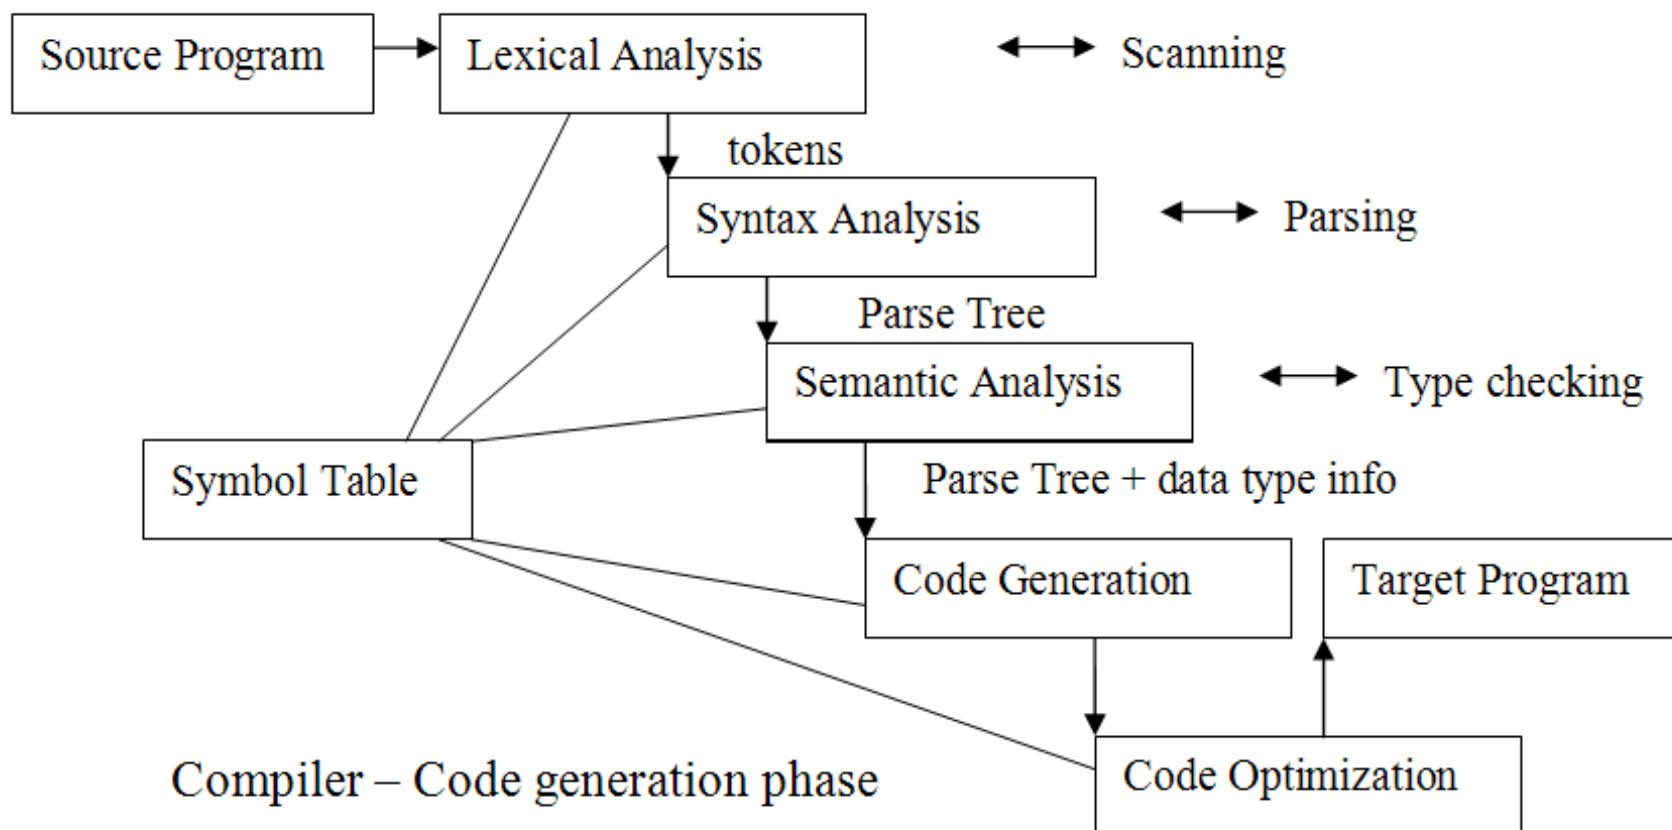 Source Program
Lexical Analysis
Scanning
tokens
Syntax Analysis
Parsing
Parse Tree
Semantic Analysis
Type checking
Symbol Table
Parse Tree + data type info
Code Generation
Target Program
Compiler – Code generation phase
Code Optimization